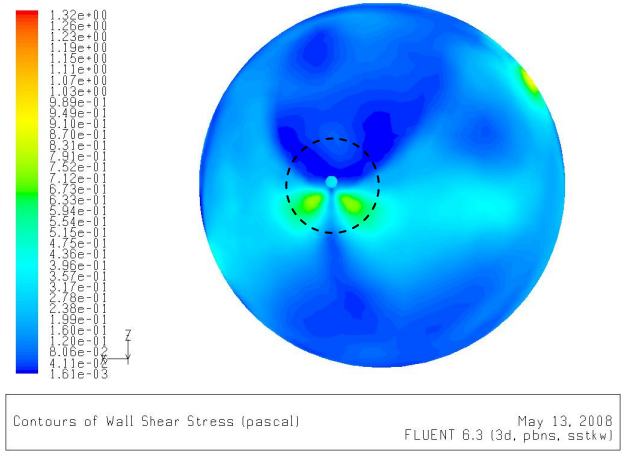 1.32e+00
1.26e+00
1.23e+00
1.19e+00
1.15e+00
1.11e+00
1.07e+00
1.03e+00
9.89e-01
9.49e-01
9.10e-01
8.70e-01
8.31e-01
7.91e-01
7.52e-01
7.12e-01
6.73e-01
6.33e-01
5.94e-01
5.54e-01
5.15e-01
4.75e-01
4.36e-01
3.96e-01
3.57e-01
3.17e-01
2.78e-01
2.38e-01
1.99e-01
1.60e-01
1.20e-01
8.06e-02
4.11e-02
1.61e-03
Z
Contours of Wall Shear Stress (pascal)
May 13, 2008
FLUENT 6.3 (3d, pbns, sstkw)